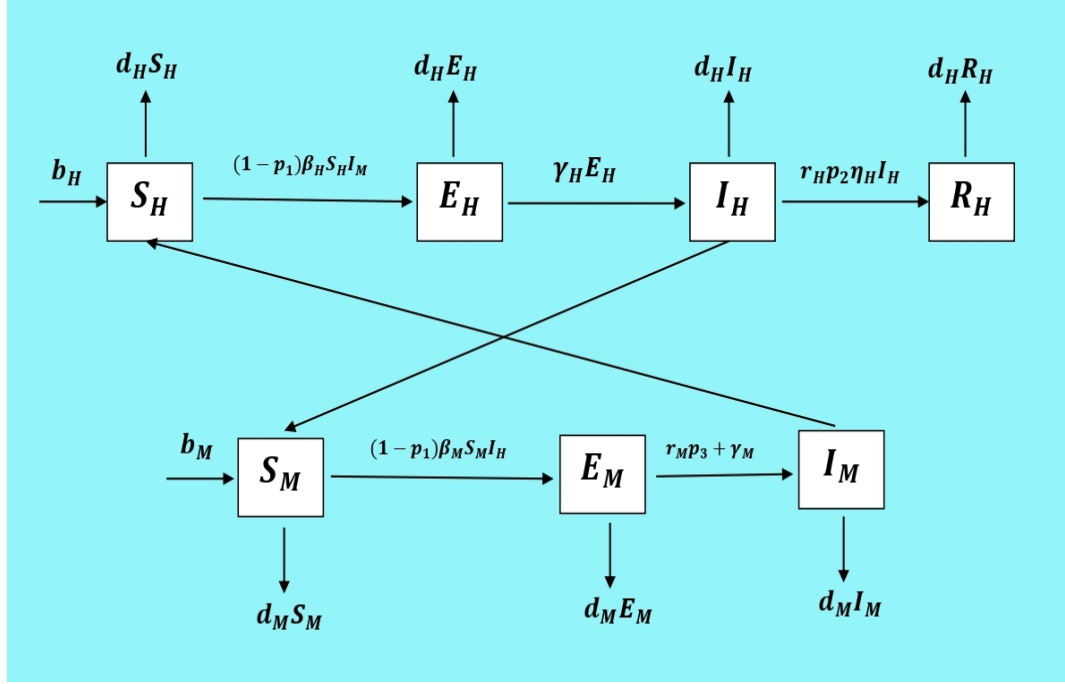 d_H S_H
d_H E_H
d_H I_H
d_H R_H
b_H
(1 − p_1)β_H S_H I_M
γ_H E_H
r_H p_2 η_H I_H
S_H
E_H
I_H
R_H
b_M
(1 − p_1)β_M S_M I_H
r_M p_3 + γ_M
S_M
E_M
I_M
d_M S_M
d_M E_M
d_M I_M